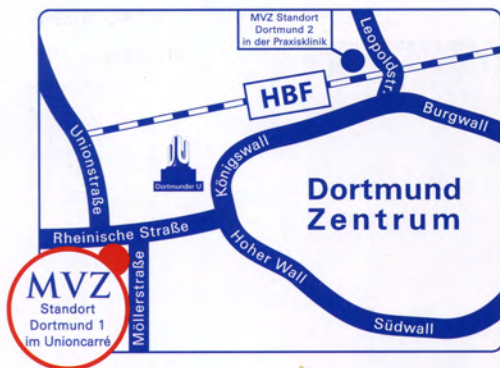 MVZ Standort
Dortmund 2
in der Praxisklinik
Leopoldstr.
HBF
Burgwall
Unionstraße
Königswall
Dortmunder U
Dortmund
Zentrum
Rheinische Straße
Hoher Wall
MVZ
Standort
Dortmund 1
im Unioncarré
Möllerstraße
Südwall